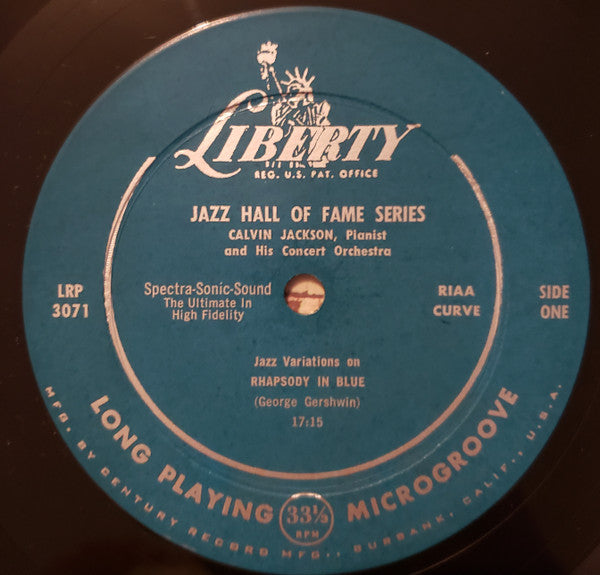 LIBERTY
REG. U.S. PAT. OFFICE
JAZZ HALL OF FAME SERIES
CALVIN JACKSON, Pianist
and His Concert Orchestra
LRP
3071
Spectra-Sonic-Sound
The Ultimate In
High Fidelity
RIAA
CURVE
SIDE
ONE
Jazz Variations on
RHAPSODY IN BLUE
(George Gershwin)
17:15
LONG PLAYING MICROGROOVE
33⅓
RPM
MFG. BY CENTURY RECORD MFG., BURBANK, CALIF., U.S.A.